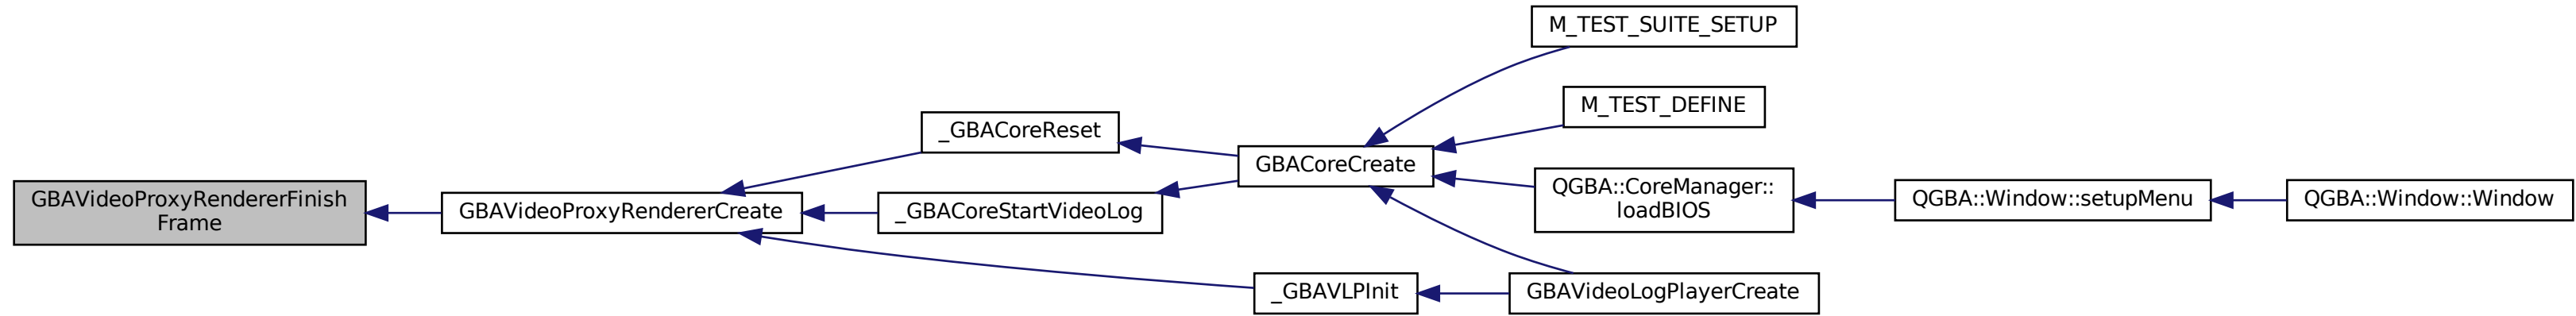 GBAVideoProxyRendererFinish
Frame
GBAVideoProxyRendererCreate
_GBACoreReset
_GBACoreStartVideoLog
_GBAVLPInit
GBACoreCreate
M_TEST_SUITE_SETUP
M_TEST_DEFINE
QGBA::CoreManager::
loadBIOS
GBAVideoLogPlayerCreate
QGBA::Window::setupMenu
QGBA::Window::Window